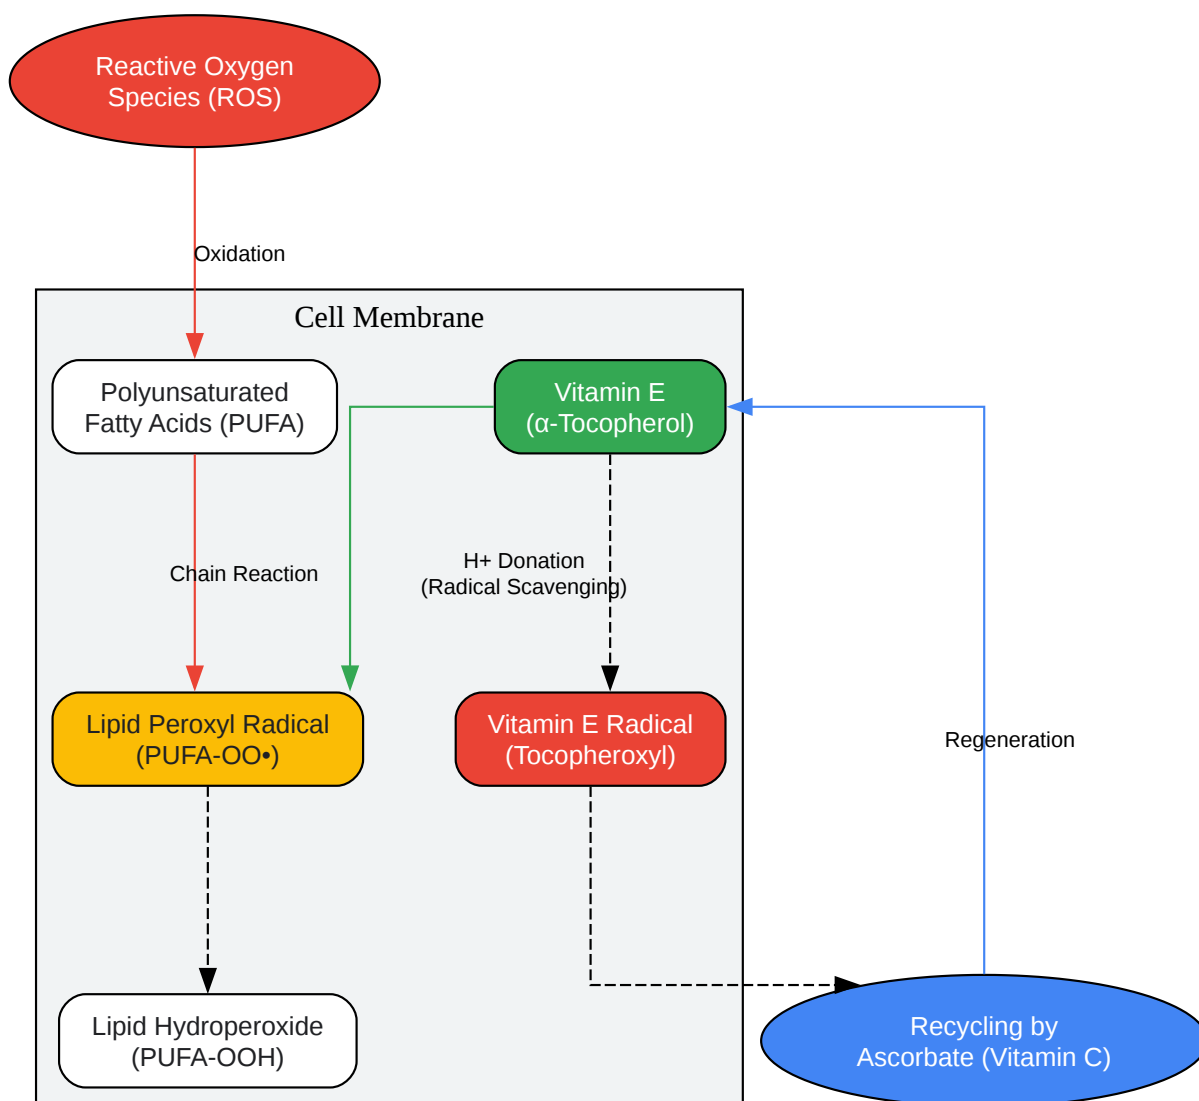 Reactive Oxygen
Species (ROS)
Oxidation
Cell Membrane
Polyunsaturated
Fatty Acids (PUFA)
Vitamin E
(α-Tocopherol)
Chain Reaction
H+ Donation
(Radical Scavenging)
Lipid Peroxyl Radical
(PUFA-OO•)
Vitamin E Radical
(Tocopheroxyl)
Regeneration
Lipid Hydroperoxide
(PUFA-OOH)
Recycling by
Ascorbate (Vitamin C)